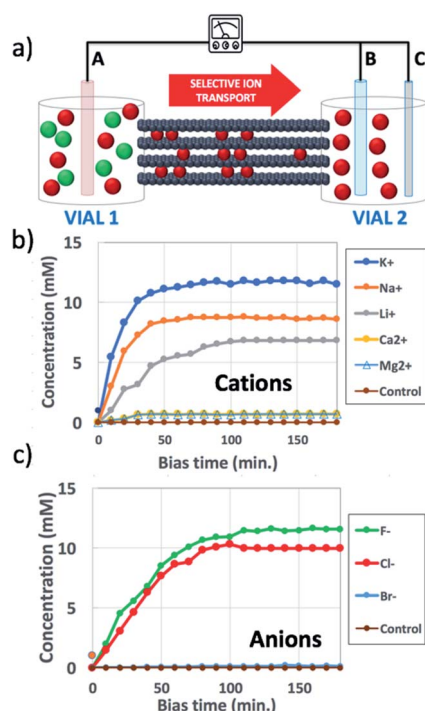 a)
A
B
C
SELECTIVE ION
TRANSPORT
VIAL 1
VIAL 2
b)
Concentration (mM)
15
10
5
0
0
50
100
150
Bias time (min.)
Cations
K+
Na+
Li+
Ca2+
Mg2+
Control
c)
Concentration (mM)
15
10
5
0
0
50
100
150
Bias time (min.)
Anions
F-
Cl-
Br-
Control